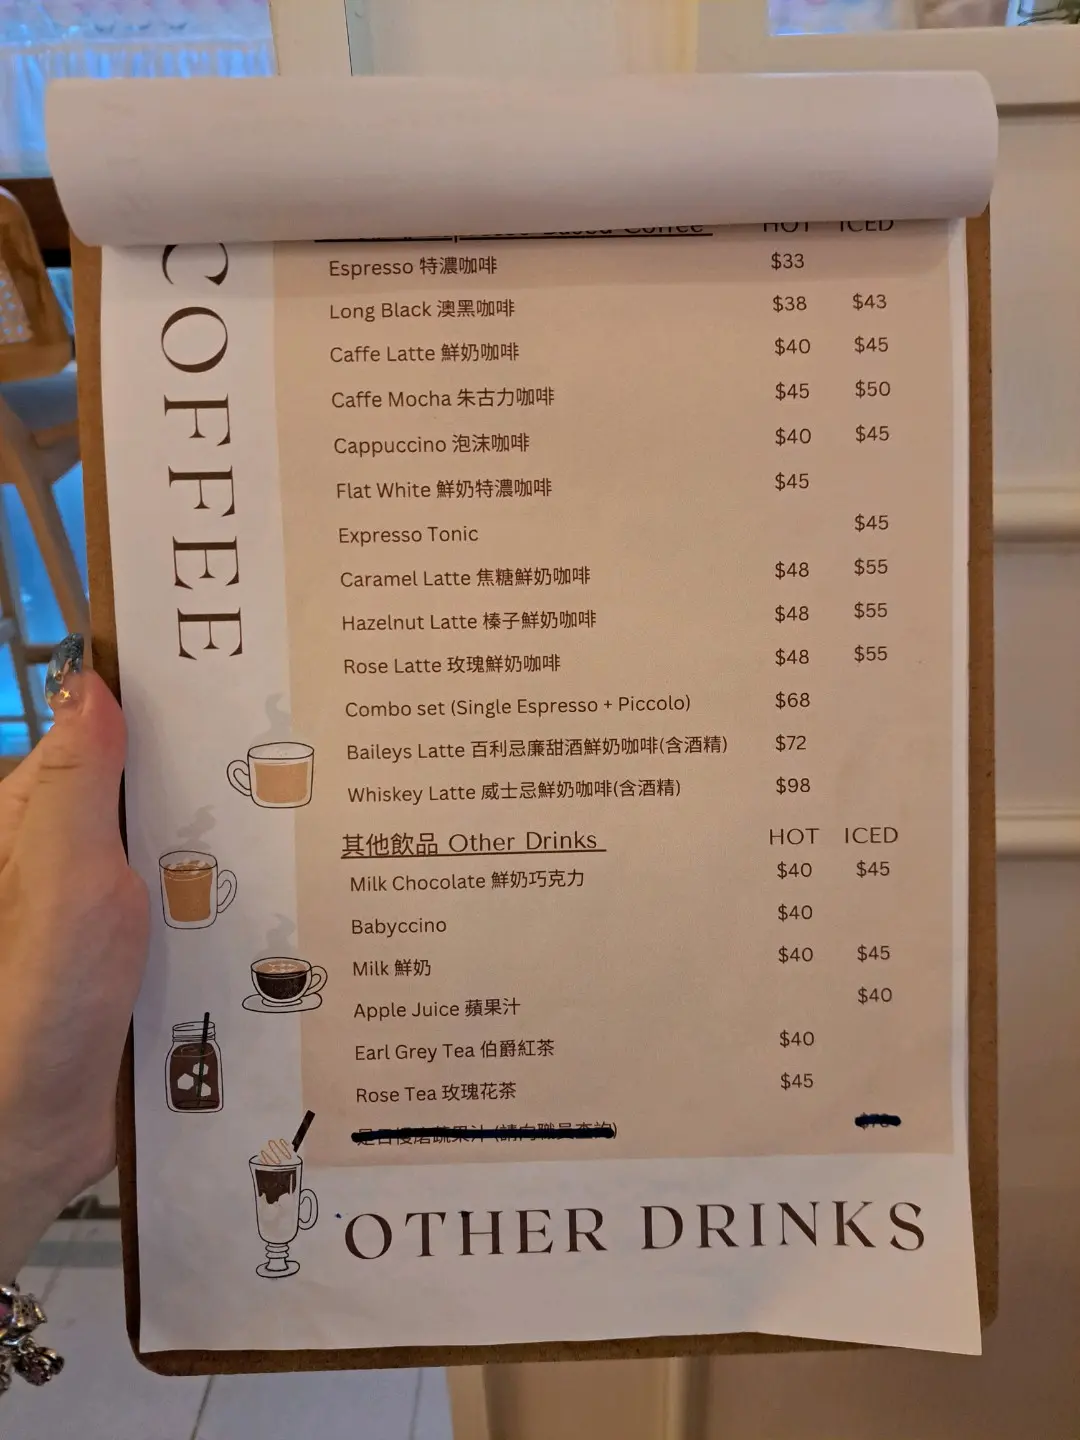 COFFEE
Based Coffee HOT ICED
Espresso 特濃咖啡 $33
Long Black 澳黑咖啡 $38 $43
Caffe Latte 鮮奶咖啡 $40 $45
Caffe Mocha 朱古力咖啡 $45 $50
Cappuccino 泡沫咖啡 $40 $45
Flat White 鮮奶特濃咖啡 $45
Expresso Tonic $45
Caramel Latte 焦糖鮮奶咖啡 $48 $55
Hazelnut Latte 榛子鮮奶咖啡 $48 $55
Rose Latte 玫瑰鮮奶咖啡 $48 $55
Combo set (Single Espresso + Piccolo) $68
Baileys Latte 百利忌廉甜酒鮮奶咖啡(含酒精) $72
Whiskey Latte 威士忌鮮奶咖啡(含酒精) $98
其他飲品 Other Drinks HOT ICED
Milk Chocolate 鮮奶巧克力 $40 $45
Babyccino $40
Milk 鮮奶 $40 $45
Apple Juice 蘋果汁 $40
Earl Grey Tea 伯爵紅茶 $40
Rose Tea 玫瑰花茶 $45
OTHER DRINKS